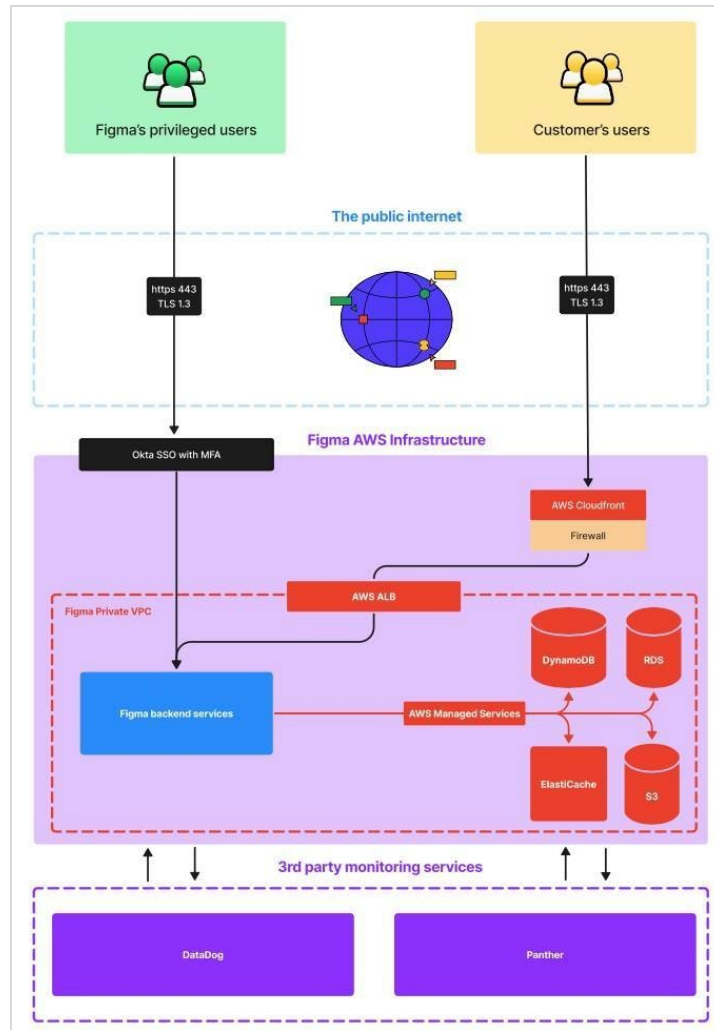 Figma's privileged users
Customer's users
The public internet
https 443
TLS 1.3
https 443
TLS 1.3
Figma AWS Infrastructure
Okta SSO with MFA
AWS Cloudfront
Firewall
AWS ALB
Figma Private VPC
DynamoDB
RDS
Figma backend services
AWS Managed Services
ElastiCache
S3
3rd party monitoring services
DataDog
Panther